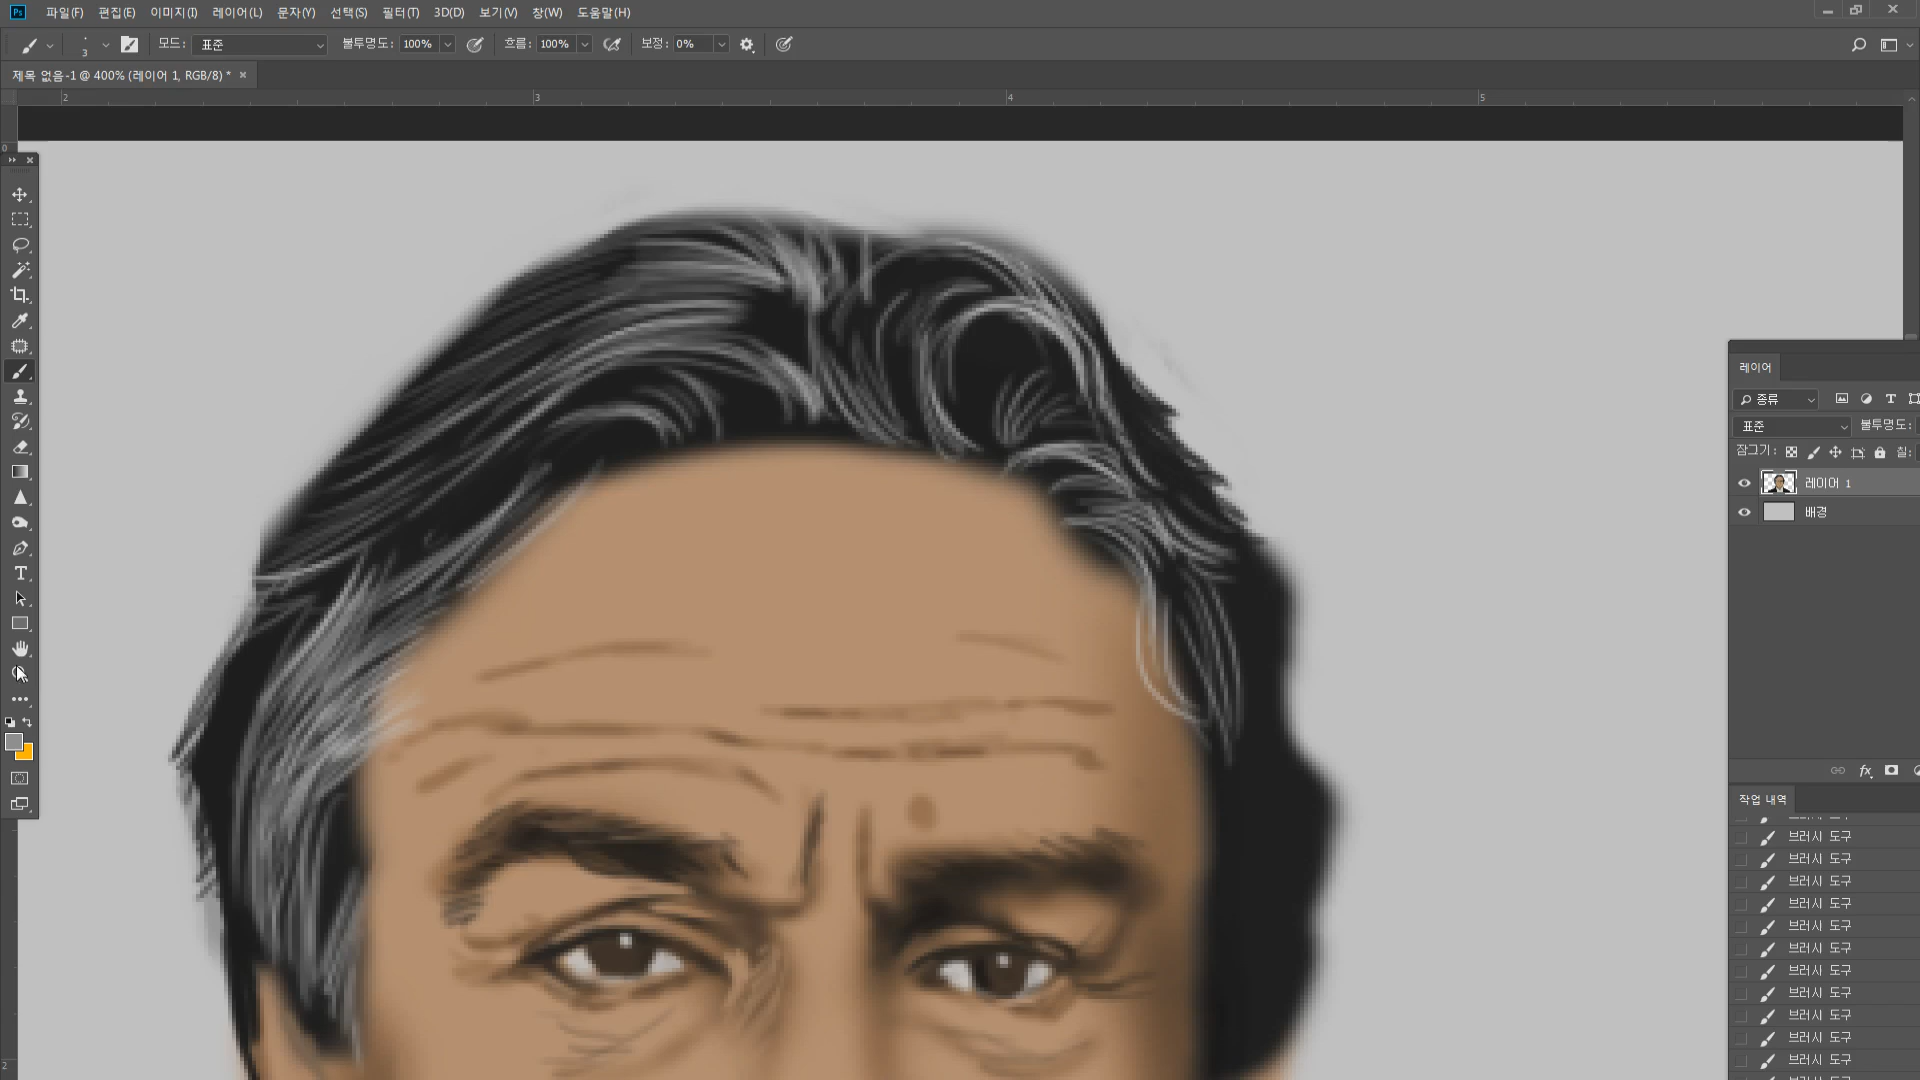 Ps 파일(F) 편집(E) 이미지(I) 레이어(L) 문자(Y) 선택(S) 필터(T) 3D(D) 보기(V) 창(W) 도움말(H)
3 모드: 표준 불투명도: 100% 흐름: 100% 보정: 0%
제목 없음-1 @ 400% (레이어 1, RGB/8) *
2 3 4 5
0
레이어
종류
표준 불투명도:
잠그기: 칠:
레이어 1
배경
fx
작업 내역
브러시 도구
브러시 도구
브러시 도구
브러시 도구
브러시 도구
브러시 도구
브러시 도구
브러시 도구
브러시 도구
브러시 도구
브러시 도구
2